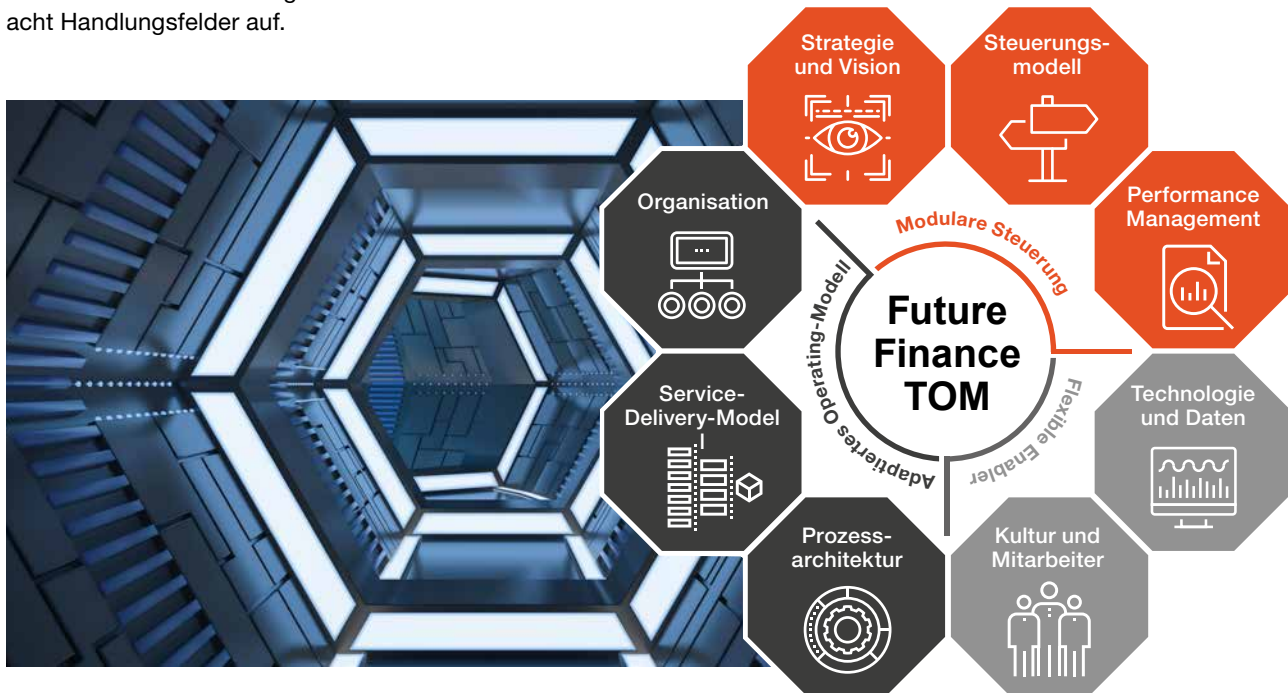 acht Handlungsfelder auf.
Strategie
und Vision
Steuerungs-
modell
Performance
Management
Technologie
und Daten
Kultur und
Mitarbeiter
Prozess-
architektur
Service-
Delivery-Model
Organisation
Modulare Steuerung
Flexible Enabler
Adaptiertes Operating-Modell
Future
Finance
TOM